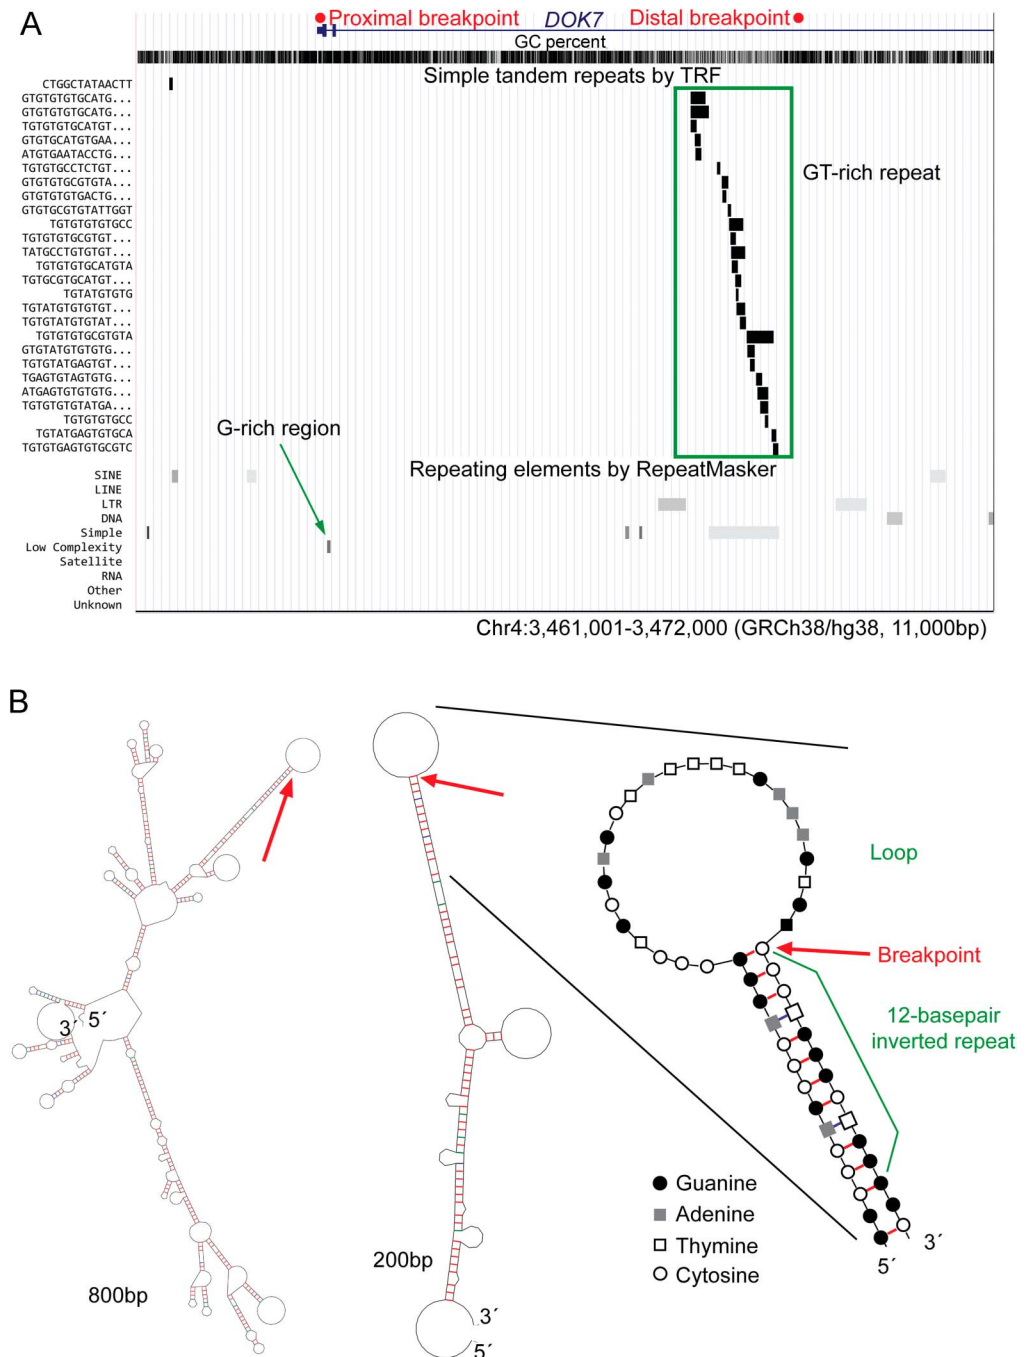 A
Proximal breakpoint DOK7 Distal breakpoint
GC percent
Simple tandem repeats by TRF
CTGGCTATAACTT
GTGTGTGTGCATG...
GTGTGTGTGCATG...
TGTGTGTGCATGT...
GTGTGCATGTGAA...
ATGTGAATACCTG...
TGTGTGCCTCTGT...
GTGTGTGCGTGTA...
GTGTGTGTGACTG...
GTGTGCGTGTATTGGT
TGTGTGTGTGCC
TGTGTGTGCGTGT...
TATGCCTGTGTGT...
TGTGTGTGCATGTA
TGTGCGTGCATGT...
TGTATGTGTG
TGTATGTGTGTGT...
TGTGTATGTGTAT...
TGTGTGTGCGTGTA
GTGTATGTGTGTG...
TGTGTATGAGTGT...
TGAGTGTAGTGTG...
ATGAGTGTGTGTG...
TGTGTGTGTATGA...
TGTGTGTGCC
TGTATGAGTGTGCA
TGTGTGAGTGTGCGTC
GT-rich repeat
G-rich region
Repeating elements by RepeatMasker
SINE
LINE
LTR
DNA
Simple
Low Complexity
Satellite
RNA
Other
Unknown
Chr4:3,461,001-3,472,000 (GRCh38/hg38, 11,000bp)
B
3´ 5´
800bp
200bp
3´
5´
Loop
Breakpoint
12-basepair
inverted repeat
Guanine
Adenine
Thymine
Cytosine
3´
5´